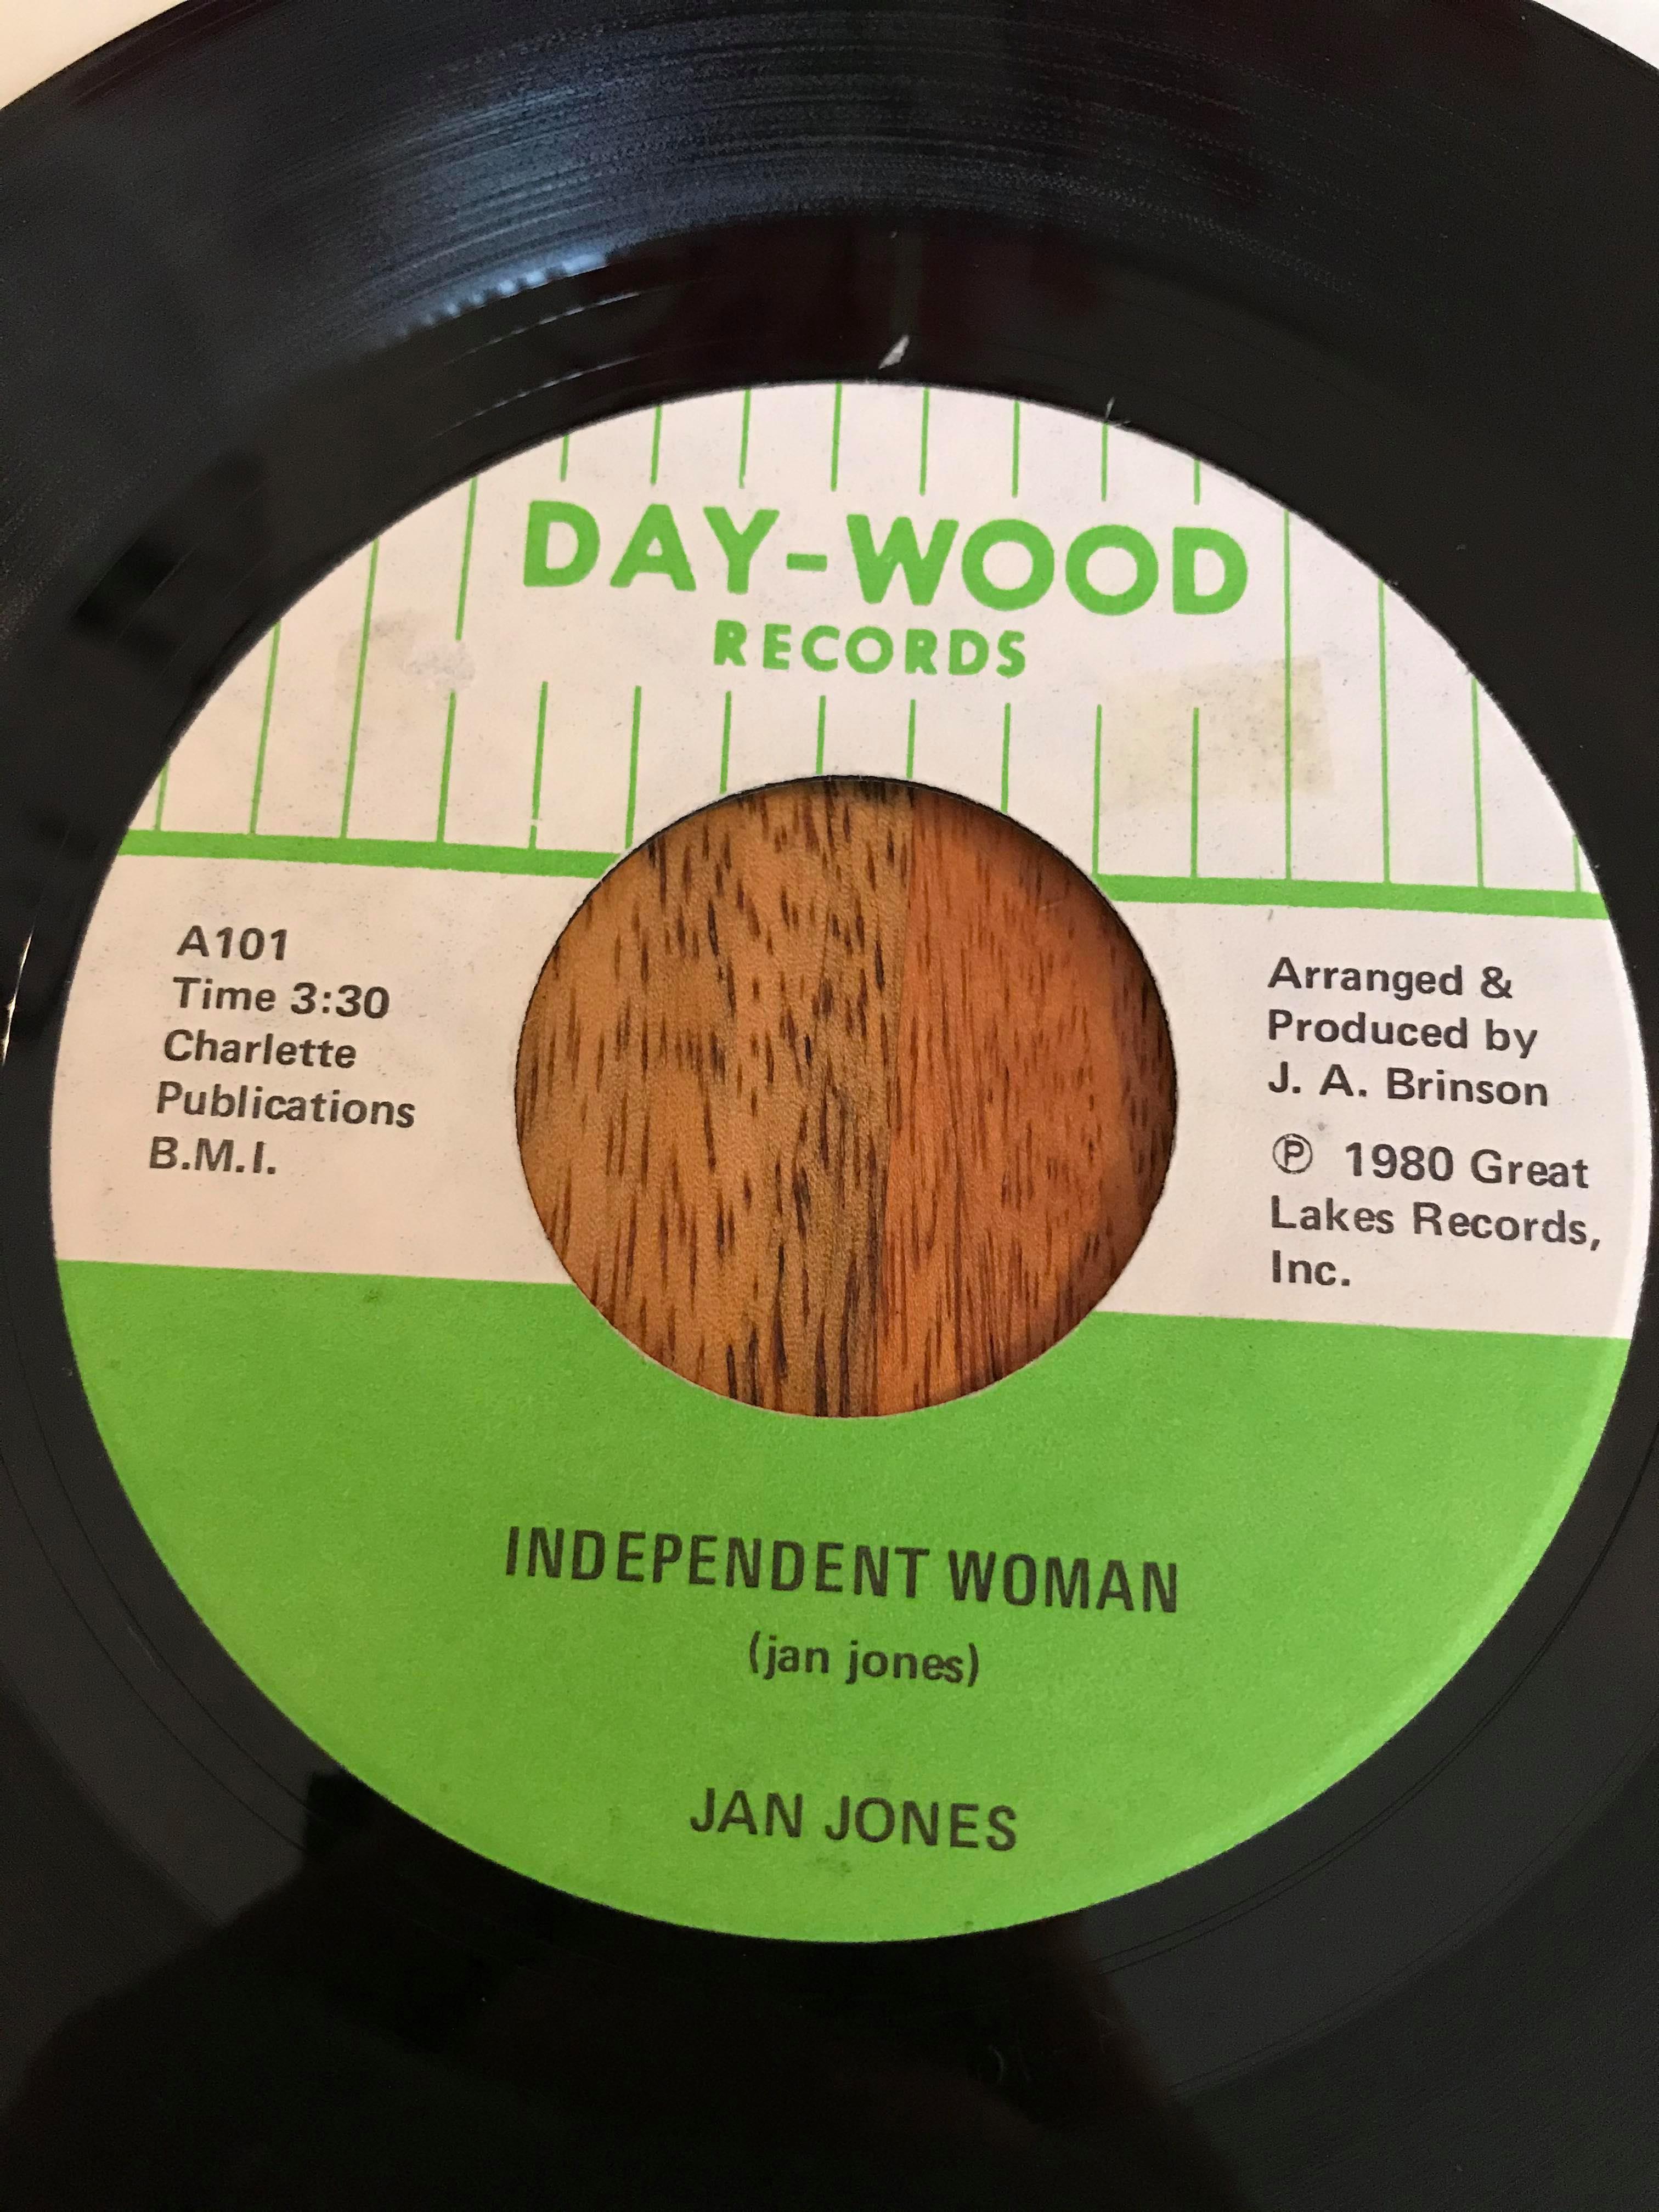 DAY-WOOD
RECORDS
A101
Time 3:30
Charlette
Publications
B.M.I.
Arranged &
Produced by
J. A. Brinson
℗ 1980 Great
Lakes Records,
Inc.
INDEPENDENT WOMAN
(jan jones)
JAN JONES